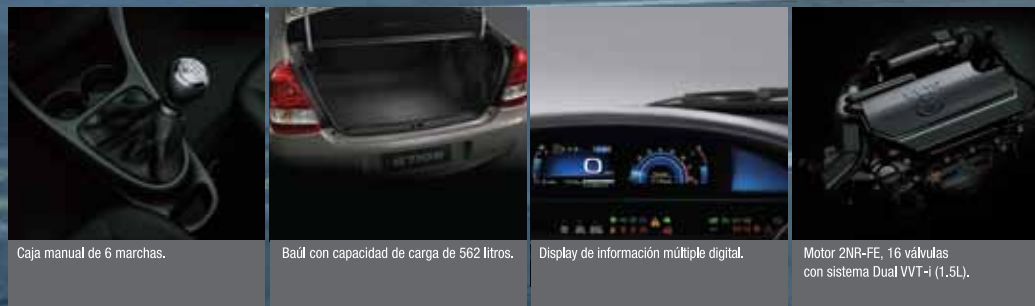 ETIOS
Caja manual de 6 marchas.
Baúl con capacidad de carga de 562 litros.
Display de información múltiple digital.
Motor 2NR-FE, 16 válvulas
con sistema Dual VVT-i (1.5L).